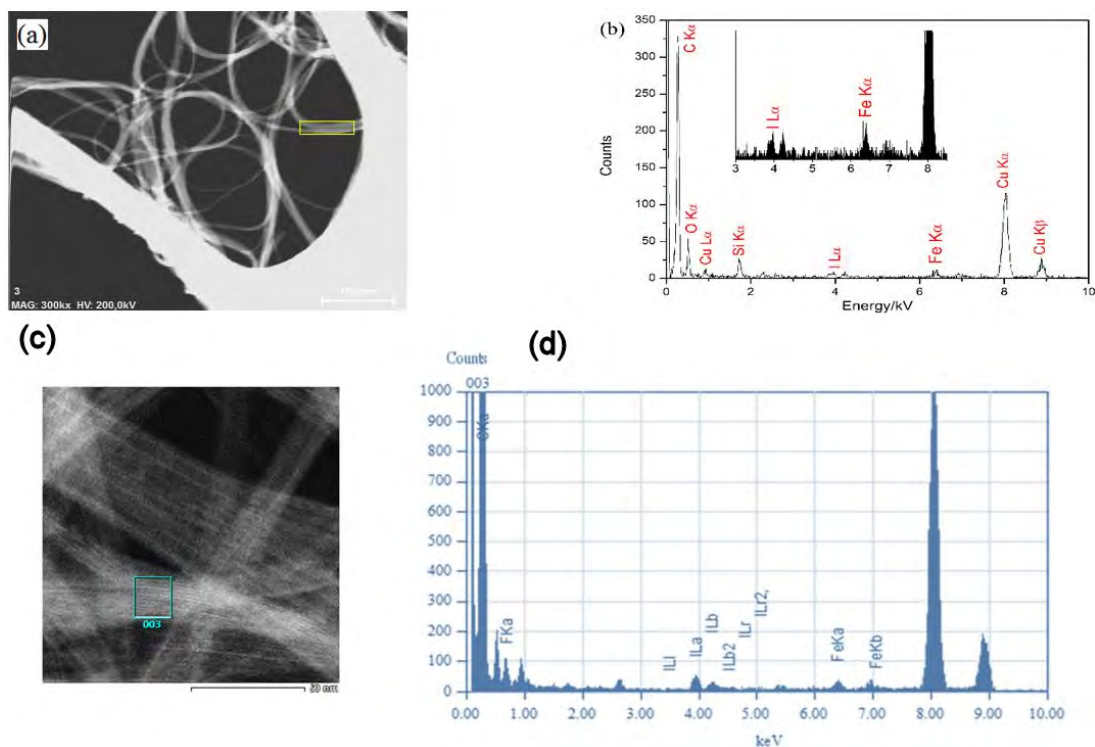 (a)
3
MAG: 300kx HV: 200,0kV
(b)
350
300
250
200
150
100
50
0
Counts
C Kα
O Kα
Cu Lα
Si Kα
I Lα
Fe Kα
Cu Kα
Cu Kβ
I Lα
Fe Kα
3 4 5 6 7 8
0 2 4 6 8 10
Energy/kV
(c)
003
50 nm
(d)
Counts
003
1000
900
800
700
600
500
400
300
200
100
0
FKa
ILl
ILa
ILb
ILb2
ILr
ILr2,
FeKa
FeKb
0.00 1.00 2.00 3.00 4.00 5.00 6.00 7.00 8.00 9.00 10.00
keV